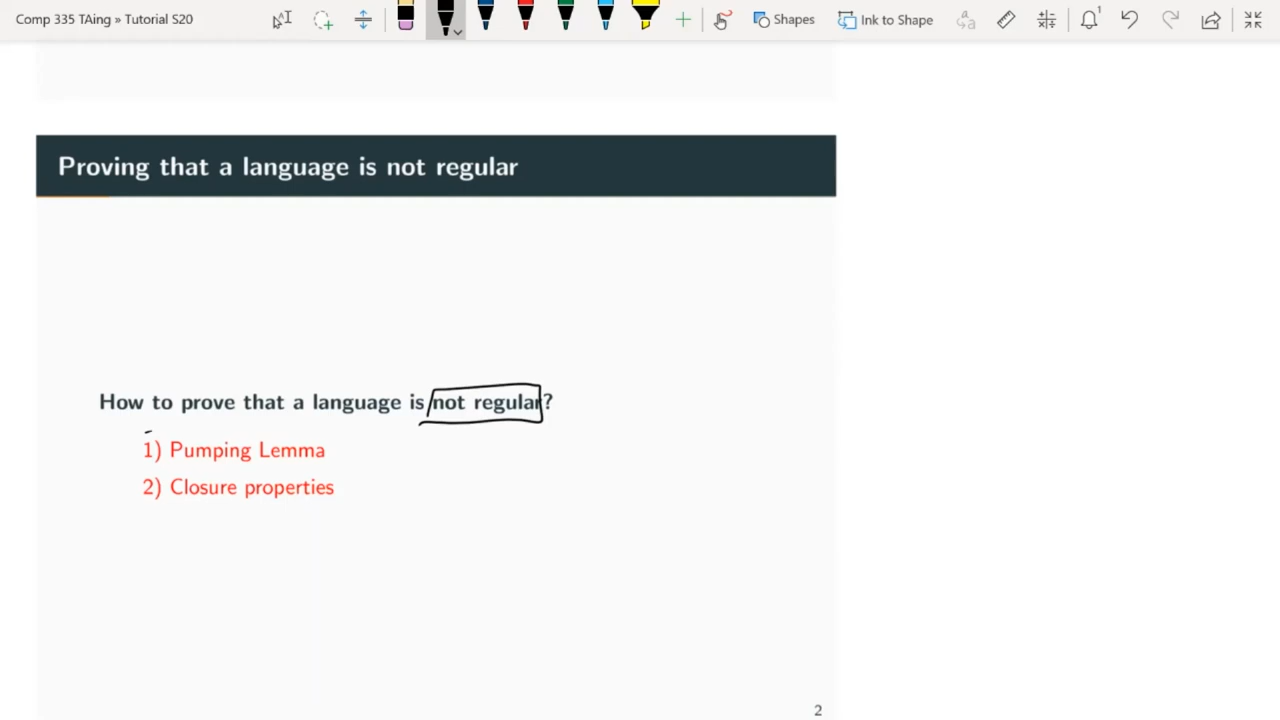 Comp 335 TAing » Tutorial S20
Shapes
Ink to Shape
1
Proving that a language is not regular
How to prove that a language is not regular?
1) Pumping Lemma
2) Closure properties
2